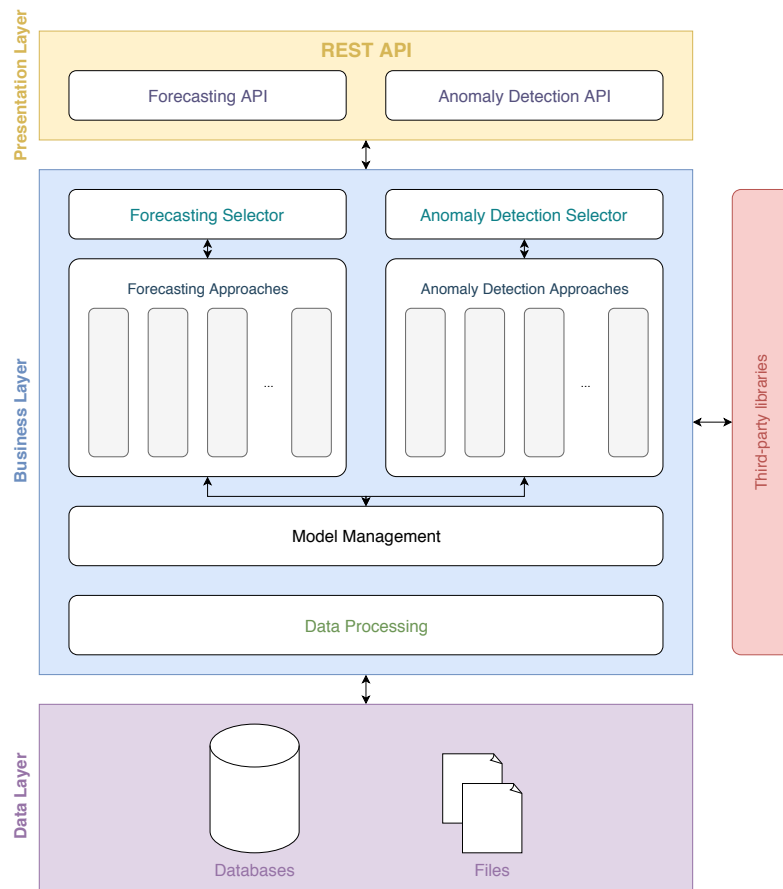 Presentation Layer
REST API
Forecasting API
Anomaly Detection API
Business Layer
Forecasting Selector
Anomaly Detection Selector
Forecasting Approaches
Anomaly Detection Approaches
...
...
Model Management
Data Processing
Third-party libraries
Data Layer
Databases
Files